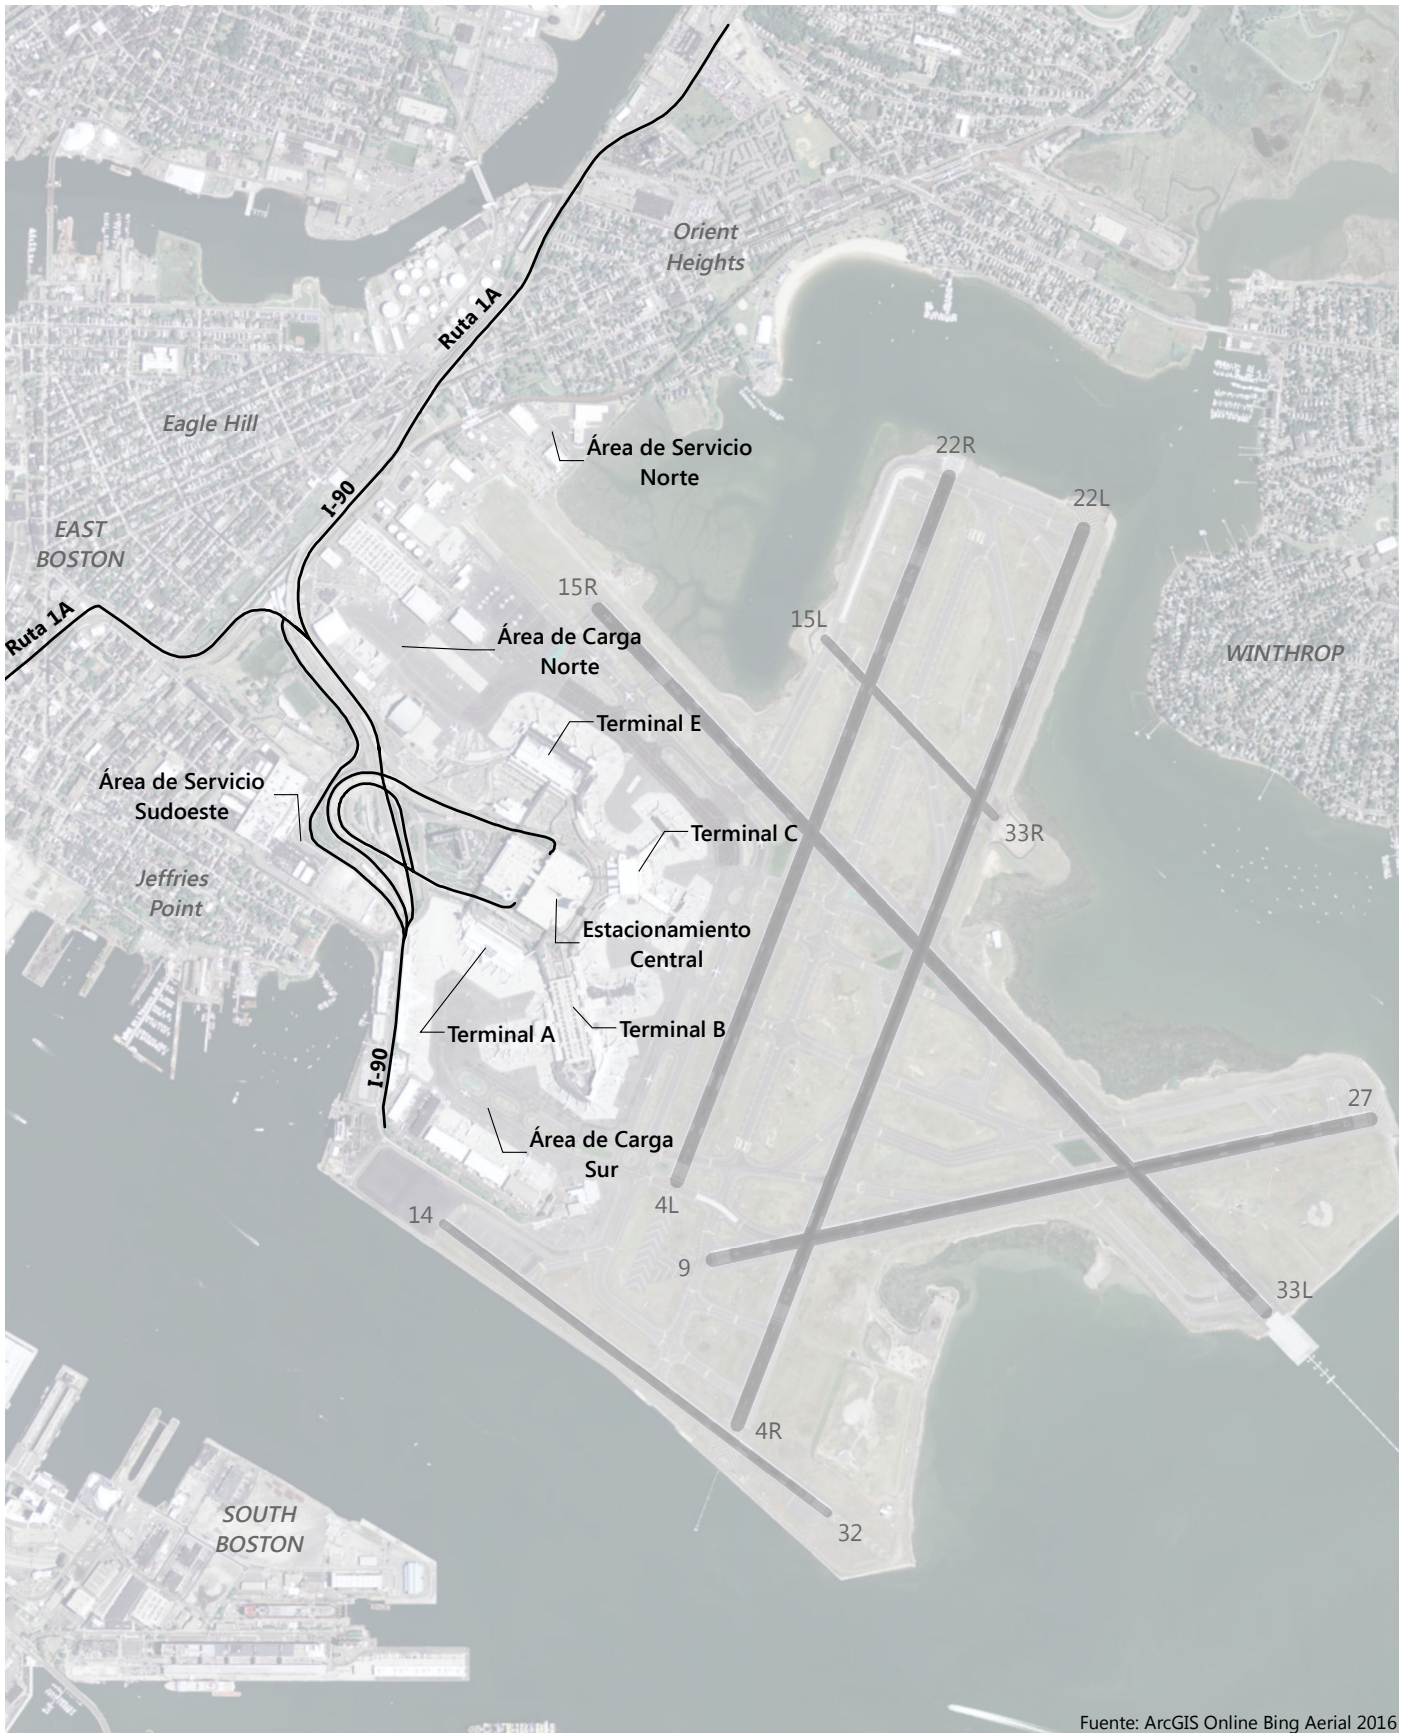 Orient
Heights
Ruta 1A
Eagle Hill
Área de Servicio
Norte
22R
22L
I-90
EAST
BOSTON
15R
15L
Ruta 1A
Área de Carga
Norte
WINTHROP
Terminal E
Área de Servicio
Sudoeste
Terminal C
33R
Jeffries
Point
Estacionamiento
Central
Terminal A
Terminal B
I-90
27
Área de Carga
Sur
4L
14
9
33L
4R
32
SOUTH
BOSTON
Fuente: ArcGIS Online Bing Aerial 2016